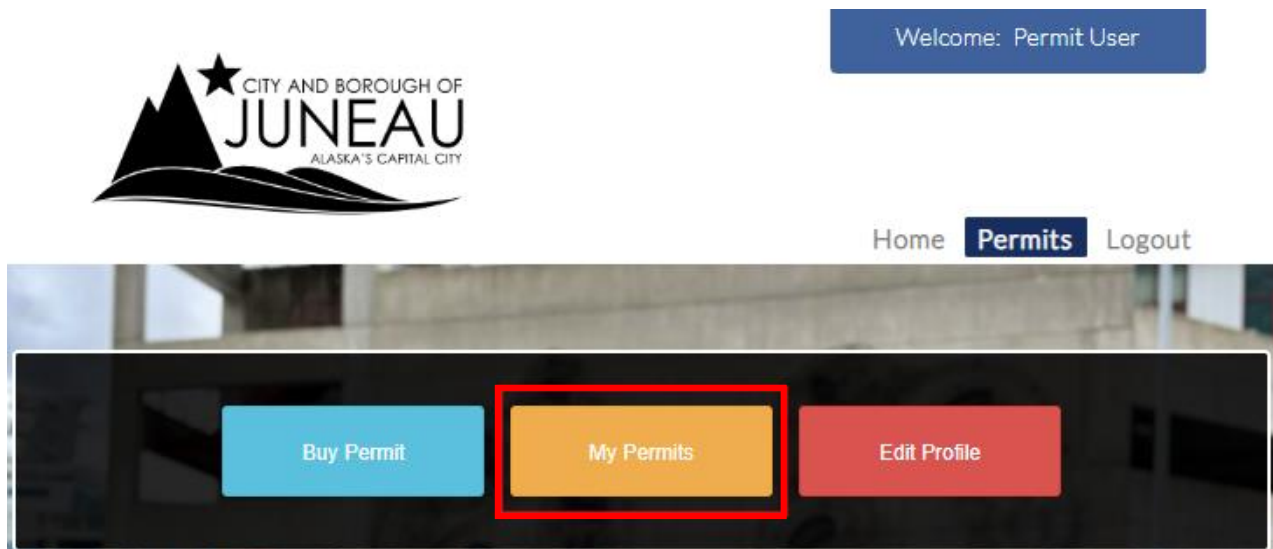 Welcome: Permit User
CITY AND BOROUGH OF
JUNEAU
ALASKA'S CAPITAL CITY
Home Permits Logout
Buy Permit My Permits Edit Profile